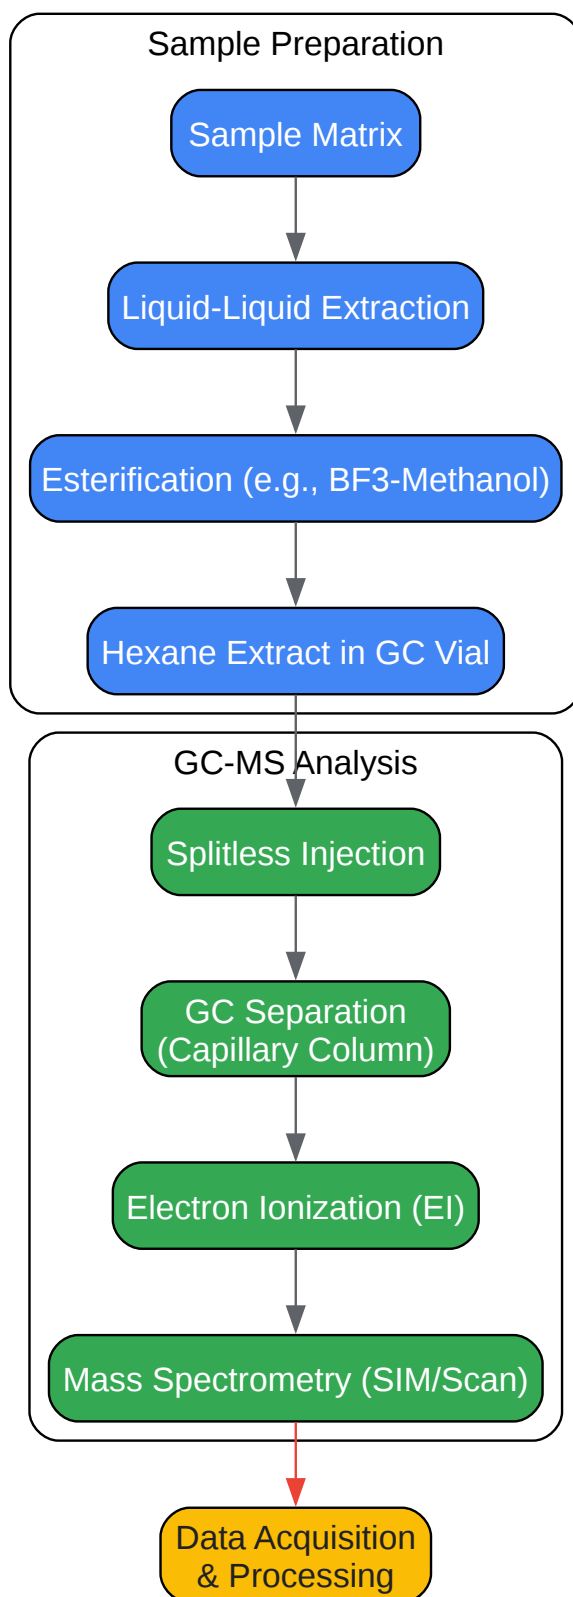 Sample Preparation
Sample Matrix
Liquid-Liquid Extraction
Esterification (e.g., BF3-Methanol)
Hexane Extract in GC Vial
GC-MS Analysis
Splitless Injection
GC Separation
(Capillary Column)
Electron Ionization (EI)
Mass Spectrometry (SIM/Scan)
Data Acquisition
& Processing